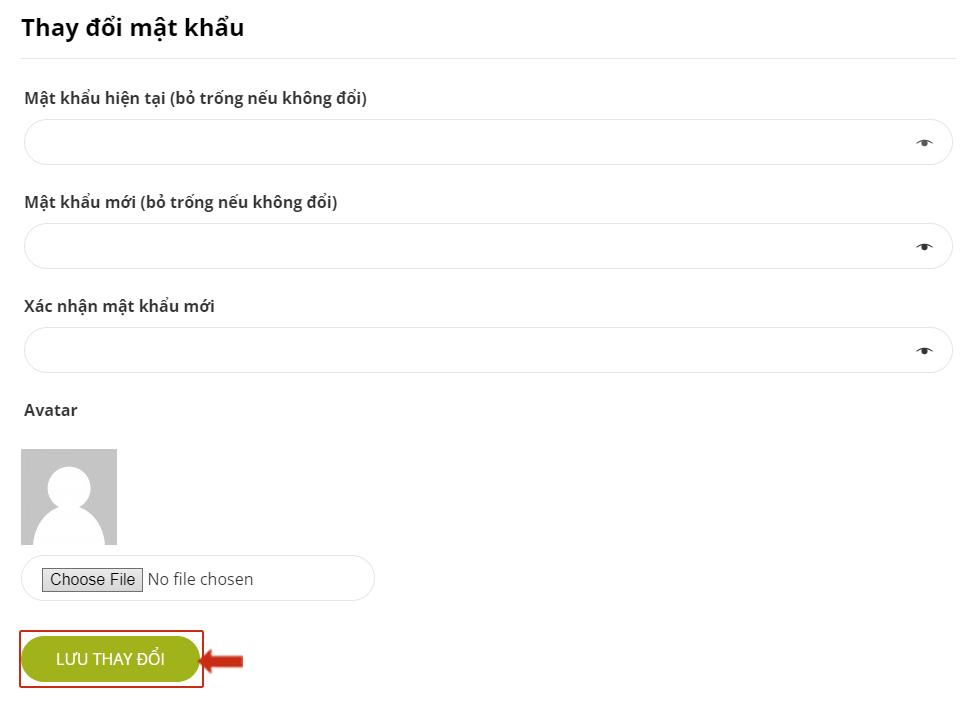 Thay đổi mật khẩu
Mật khẩu hiện tại (bỏ trống nếu không đổi)
Mật khẩu mới (bỏ trống nếu không đổi)
Xác nhận mật khẩu mới
Avatar
Choose File No file chosen
LƯU THAY ĐỔI